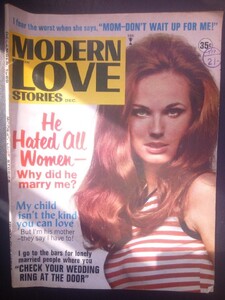 I fear the worst when she says, "MOM–DON'T WAIT UP FOR ME!"
MODERN
LOVE
STORIES
DEC.
35¢
He
Hated All
Women—
Why did he
marry me?
My child
isn't the kind
you can love
But I'm his mother
–they say I have to!
I go to the bars for lonely
married people where you
"CHECK YOUR WEDDING
RING AT THE DOOR"